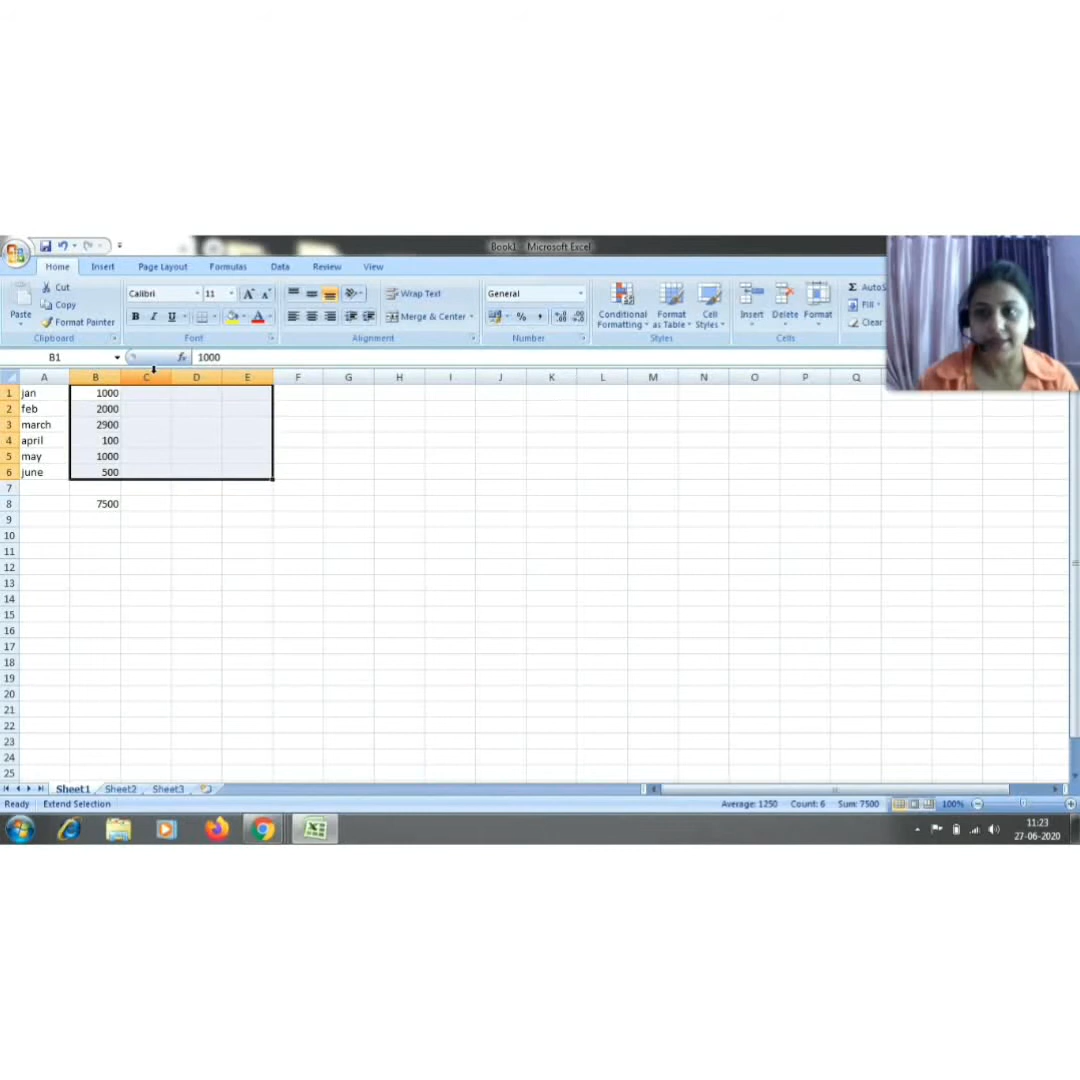 Book1 - Microsoft Excel
Home Insert Page Layout Formulas Data Review View
Cut
Copy
Format Painter
Paste
Clipboard
Calibri 11
B I U
Font
Wrap Text
Merge & Center
Alignment
General
%
Number
Conditional Formatting
Format as Table
Cell Styles
Styles
Insert Delete Format
Cells
Σ AutoS
Fill
Clear
B1 fx 1000
A B C D E F G H I J K L M N O P Q
1 jan 1000
2 feb 2000
3 march 2900
4 april 100
5 may 1000
6 june 500
7
8 7500
9
10
11
12
13
14
15
16
17
18
19
20
21
22
23
24
25
Sheet1 Sheet2 Sheet3
Ready Extend Selection Average: 1250 Count: 6 Sum: 7500 100%
11:23
27-06-2020